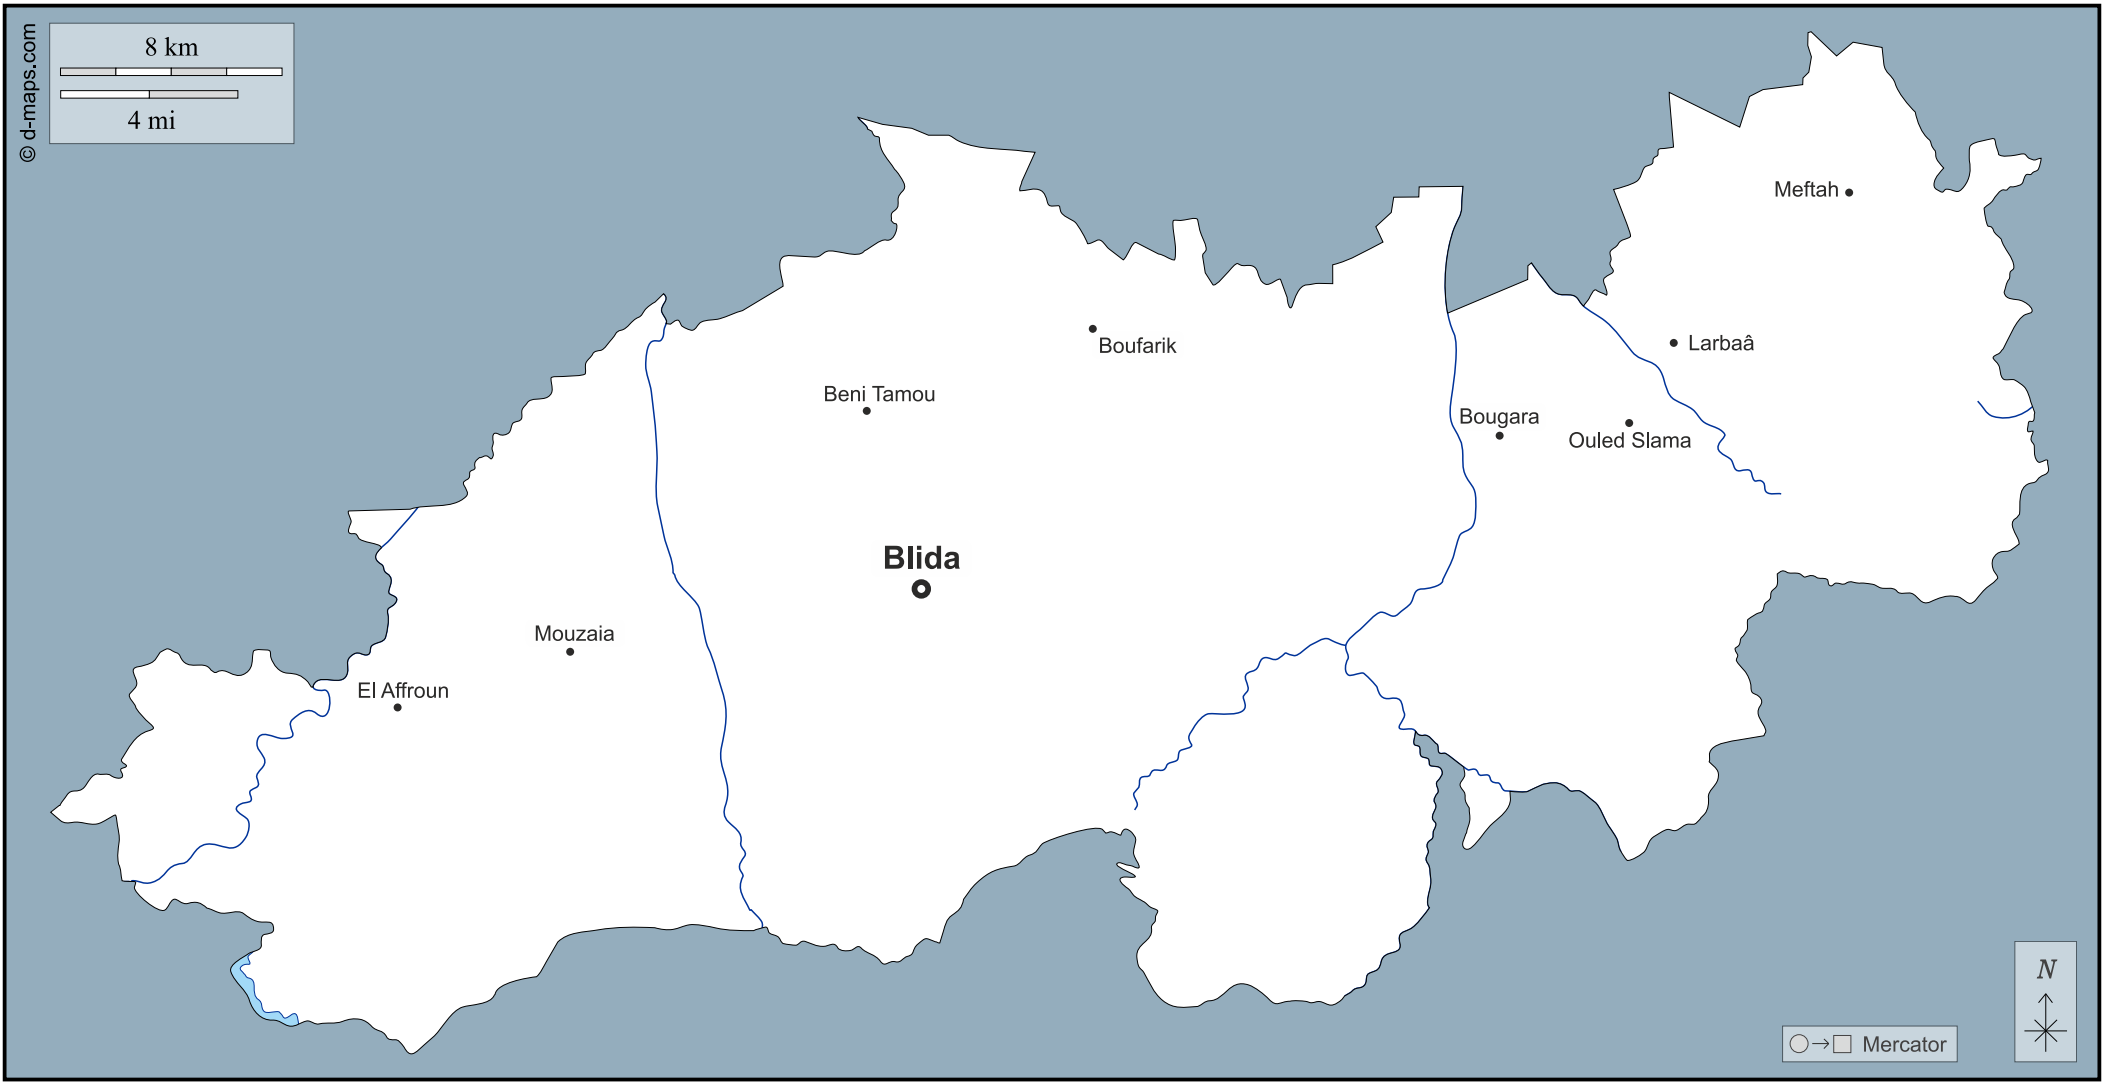 © d-maps.com
8 km
4 mi
Meftah
Boufarik
Larbaâ
Beni Tamou
Bougara
Ouled Slama
Blida
Mouzaia
El Affroun
N
Mercator